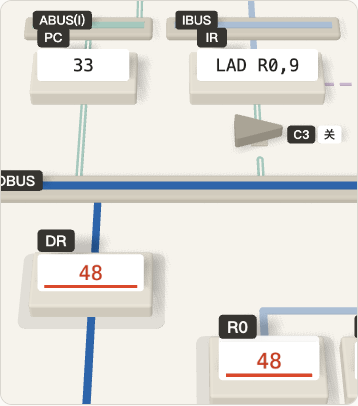 ABUS(I)
IBUS
PC
IR
33
LAD R0,9
C3 关
DBUS
DR
48
R0
48